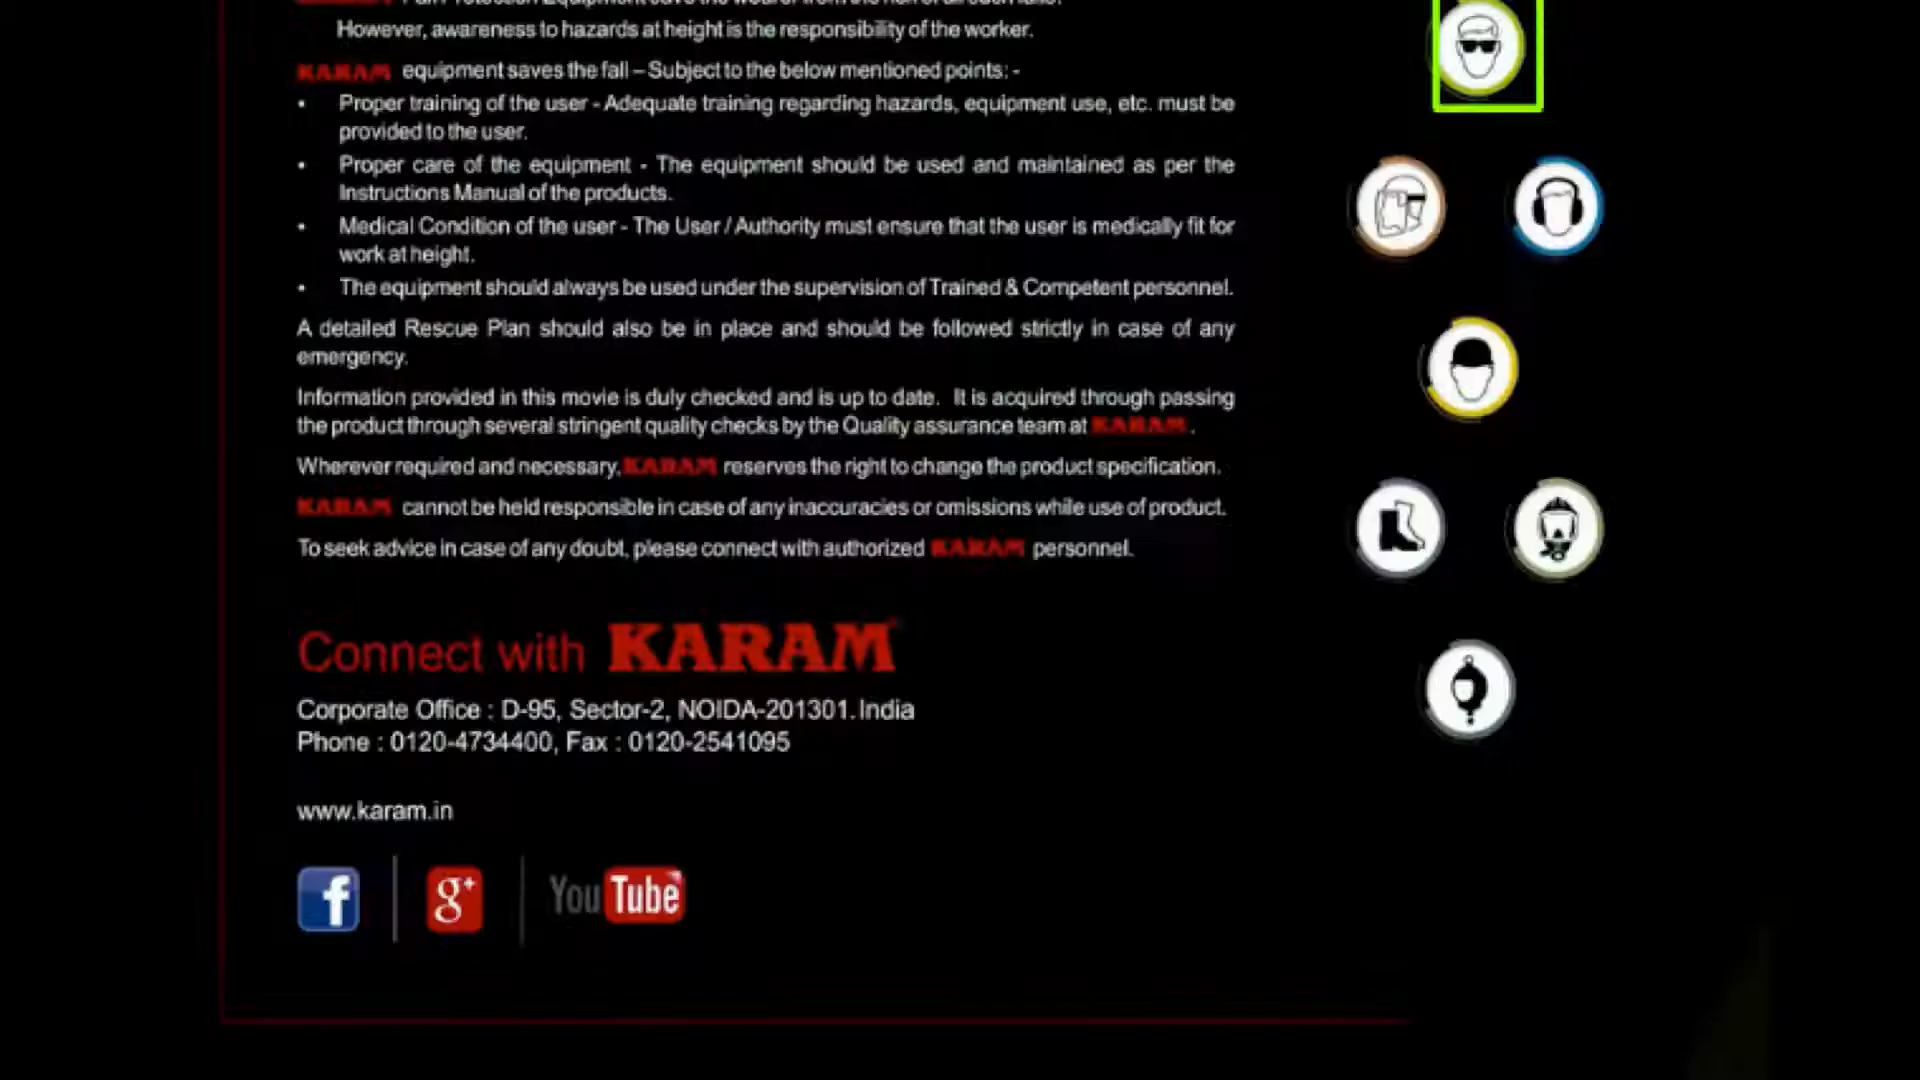 However, awareness to hazards at height is the responsibility of the worker.
KARAM equipment saves the fall – Subject to the below mentioned points: -
• Proper training of the user - Adequate training regarding hazards, equipment use, etc. must be
provided to the user.
• Proper care of the equipment - The equipment should be used and maintained as per the
Instructions Manual of the products.
• Medical Condition of the user - The User / Authority must ensure that the user is medically fit for
work at height.
• The equipment should always be used under the supervision of Trained & Competent personnel.
A detailed Rescue Plan should also be in place and should be followed strictly in case of any
emergency.
Information provided in this movie is duly checked and is up to date. It is acquired through passing
the product through several stringent quality checks by the Quality assurance team at KARAM.
Wherever required and necessary, KARAM reserves the right to change the product specification.
KARAM cannot be held responsible in case of any inaccuracies or omissions while use of product.
To seek advice in case of any doubt, please connect with authorized KARAM personnel.
Connect with KARAM
Corporate Office : D-95, Sector-2, NOIDA-201301. India
Phone : 0120-4734400, Fax : 0120-2541095
www.karam.in
f g+ YouTube